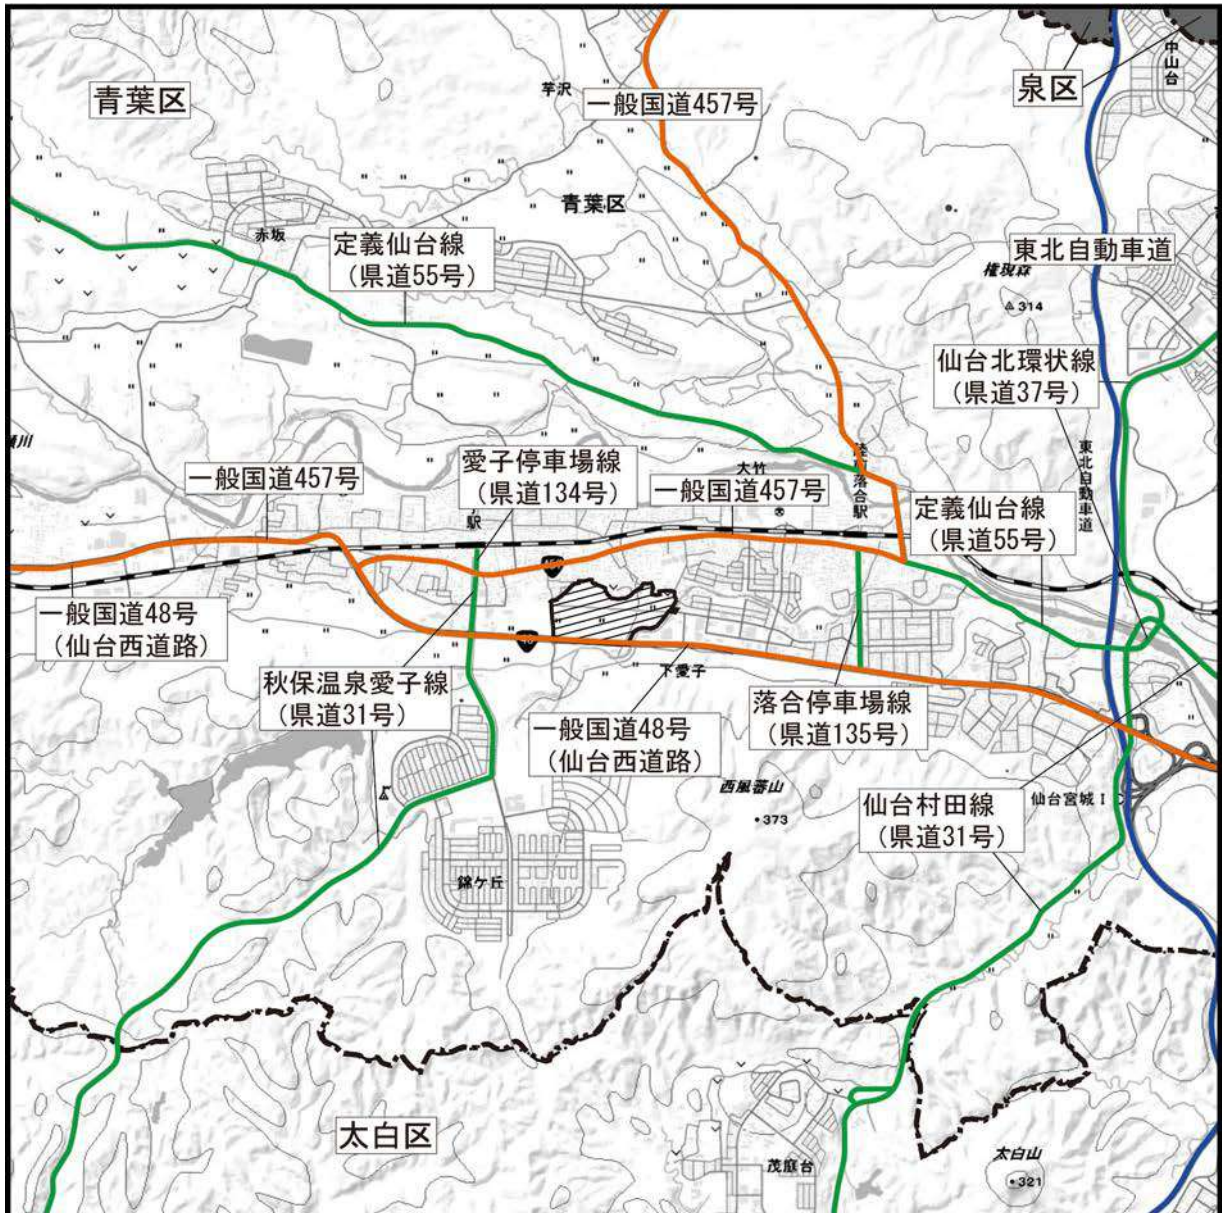 青葉区
芋沢
一般国道457号
泉区
中山台
青葉区
赤坂
定義仙台線
（県道55号）
東北自動車道
権現森
314
仙台北環状線
（県道37号）
東北自動車道
愛子停車場線
（県道134号）
大竹
一般国道457号
一般国道457号
陸前落合駅
定義仙台線
（県道55号）
一般国道48号
（仙台西道路）
秋保温泉愛子線
（県道31号）
下愛子
一般国道48号
（仙台西道路）
落合停車場線
（県道135号）
西風蕃山
373
仙台宮城I
仙台村田線
（県道31号）
錦ケ丘
太白区
茂庭台
太白山
321